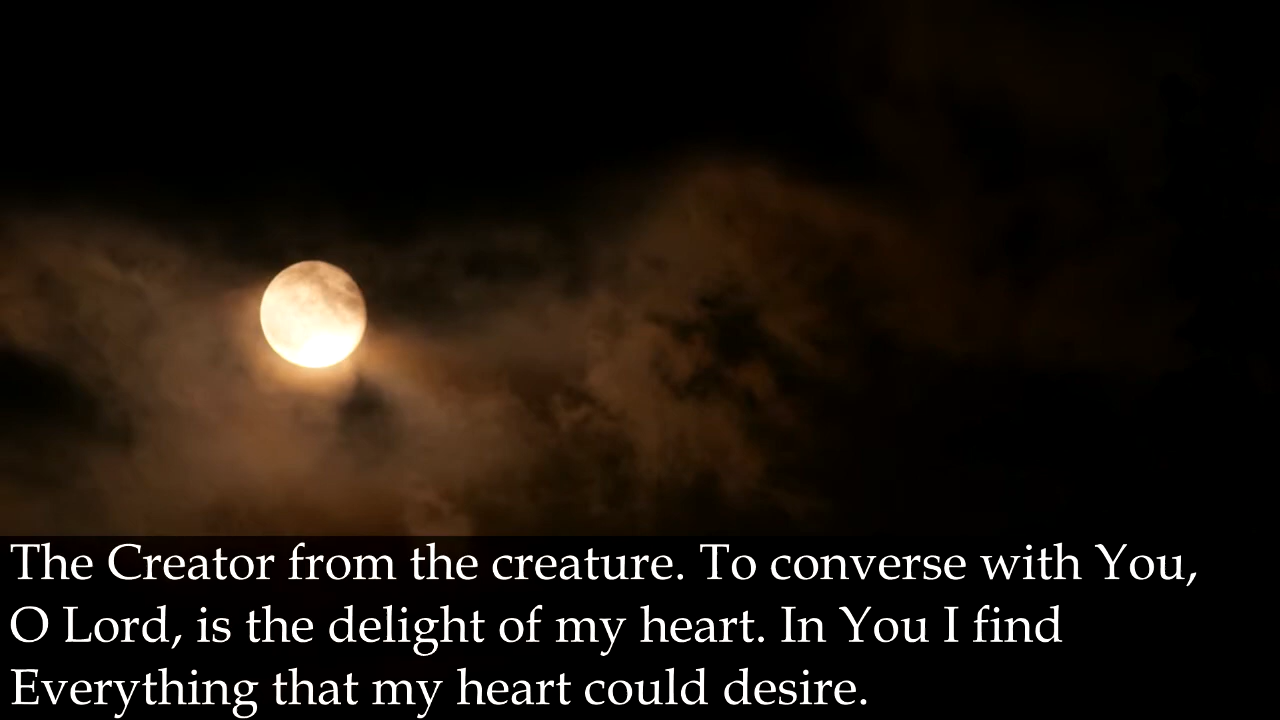 The Creator from the creature. To converse with You,
O Lord, is the delight of my heart. In You I find
Everything that my heart could desire.